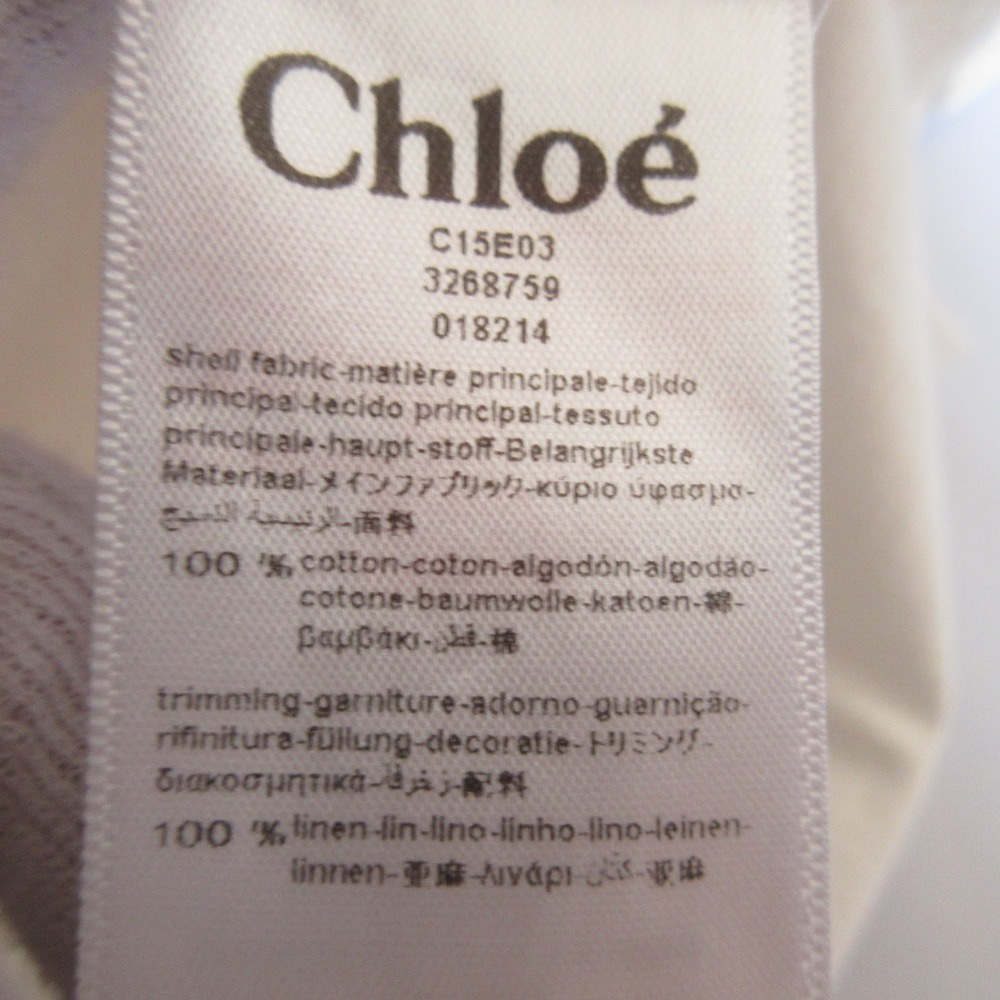 Chloé
C15E03
3268759
018214
shell fabric-matière principale-tejido
principal-tecido principal-tessuto
principale-haupt-stoff-Belangrijkste
Materiaal-メインファブリック-κύριο ύφασμα-
面料
100 % cotton-coton-algodón-algodão-
cotone-baumwolle-katoen-綿-
βαμβάκι-قطن-棉
trimming-garniture-adorno-guarnição-
rifinitura-füllung-decoratie-トリミング-
διακοσμητικά-زخرفة-配料
100 % linen-lin-lino-linho-lino-leinen-
linnen-亜麻-λινάρι-كتان-亚麻